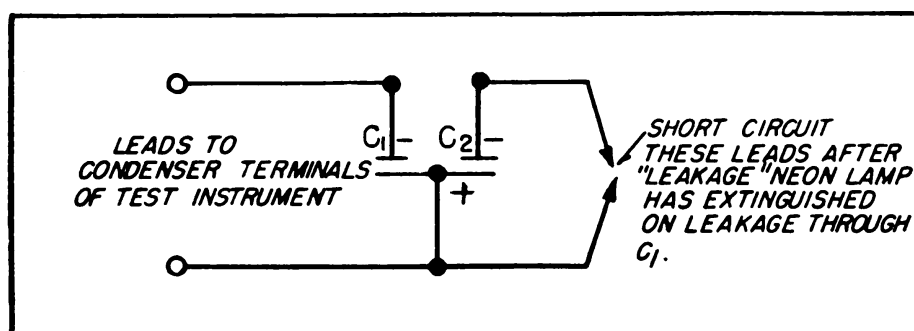 LEADS TO
CONDENSER TERMINALS
OF TEST INSTRUMENT
C1 -
C2 -
+
SHORT CIRCUIT
THESE LEADS AFTER
"LEAKAGE" NEON LAMP
HAS EXTINGUISHED
ON LEAKAGE THROUGH
C1.